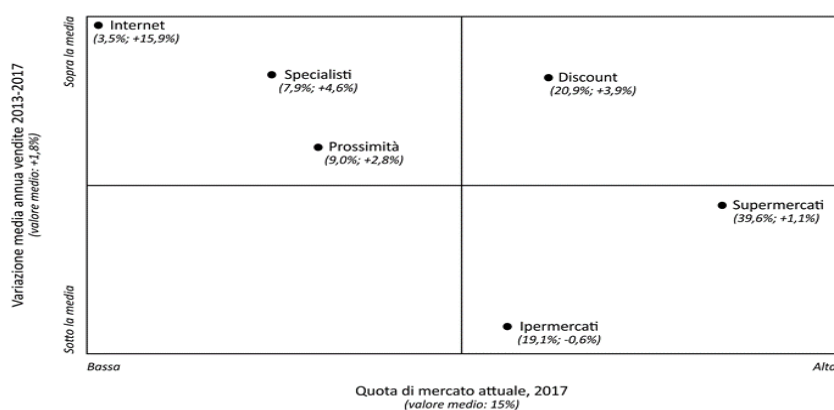 Internet
(3,5%; +15,9%)
Specialisti
(7,9%; +4,6%)
Discount
(20,9%; +3,9%)
Prossimità
(9,0%; +2,8%)
Supermercati
(39,6%; +1,1%)
Ipermercati
(19,1%; -0,6%)
Variazione media annua vendite 2013-2017
(valore medio: +1,8%)
Sopra la media
Sotto la media
Bassa
Alta
Quota di mercato attuale, 2017
(valore medio: 15%)